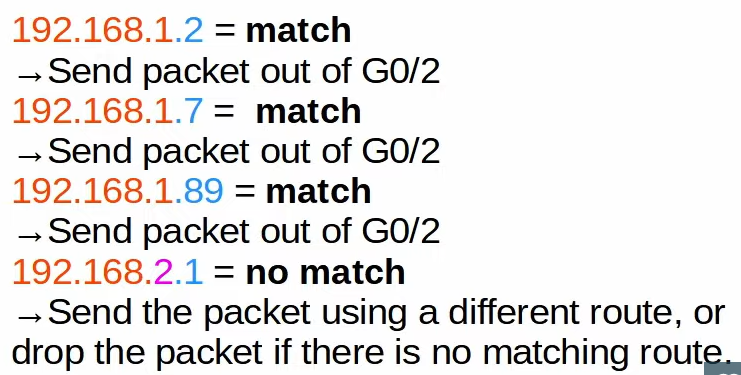 192.168.1.2 = match
→Send packet out of G0/2
192.168.1.7 = match
→Send packet out of G0/2
192.168.1.89 = match
→Send packet out of G0/2
192.168.2.1 = no match
→Send the packet using a different route, or
drop the packet if there is no matching route.